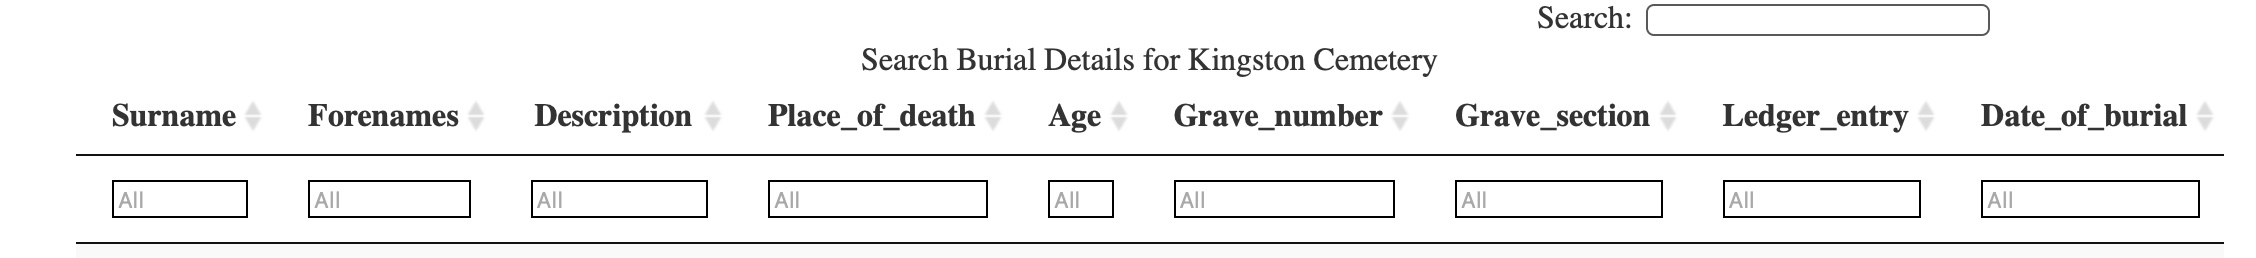 Search:
Search Burial Details for Kingston Cemetery
Surname Forenames Description Place_of_death Age Grave_number Grave_section Ledger_entry Date_of_burial
All All All All All All All All All